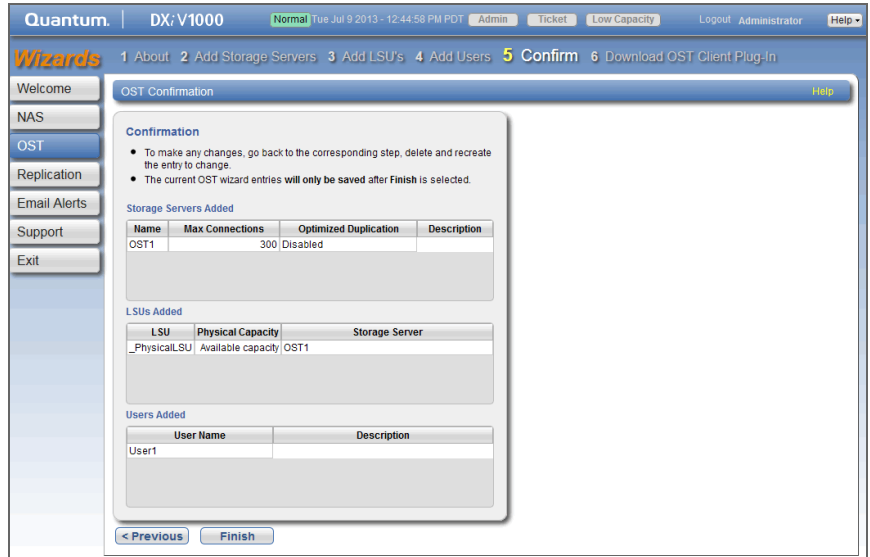 Quantum. DXi V1000 Normal Tue Jul 9 2013 - 12:44:58 PM PDT Admin Ticket Low Capacity Logout Administrator Help
Wizards 1 About 2 Add Storage Servers 3 Add LSU's 4 Add Users 5 Confirm 6 Download OST Client Plug-In
Welcome
NAS
OST
Replication
Email Alerts
Support
Exit
OST Confirmation Help
Confirmation
• To make any changes, go back to the corresponding step, delete and recreate
the entry to change.
• The current OST wizard entries will only be saved after Finish is selected.
Storage Servers Added
Name Max Connections Optimized Duplication Description
OST1 300 Disabled
LSUs Added
LSU Physical Capacity Storage Server
_PhysicalLSU Available capacity OST1
Users Added
User Name Description
User1
< Previous Finish